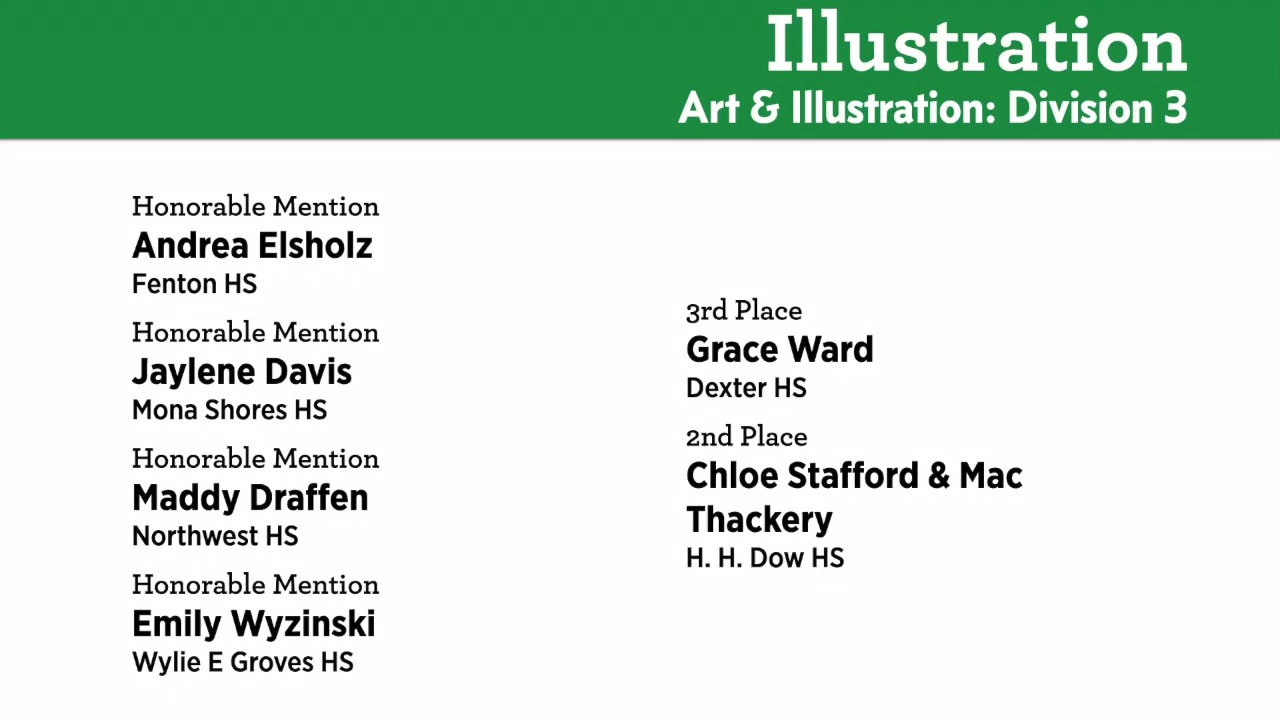 Illustration
Art & Illustration: Division 3
Honorable Mention
Andrea Elsholz
Fenton HS
Honorable Mention
Jaylene Davis
Mona Shores HS
Honorable Mention
Maddy Draffen
Northwest HS
Honorable Mention
Emily Wyzinski
Wylie E Groves HS
3rd Place
Grace Ward
Dexter HS
2nd Place
Chloe Stafford & Mac
Thackery
H. H. Dow HS